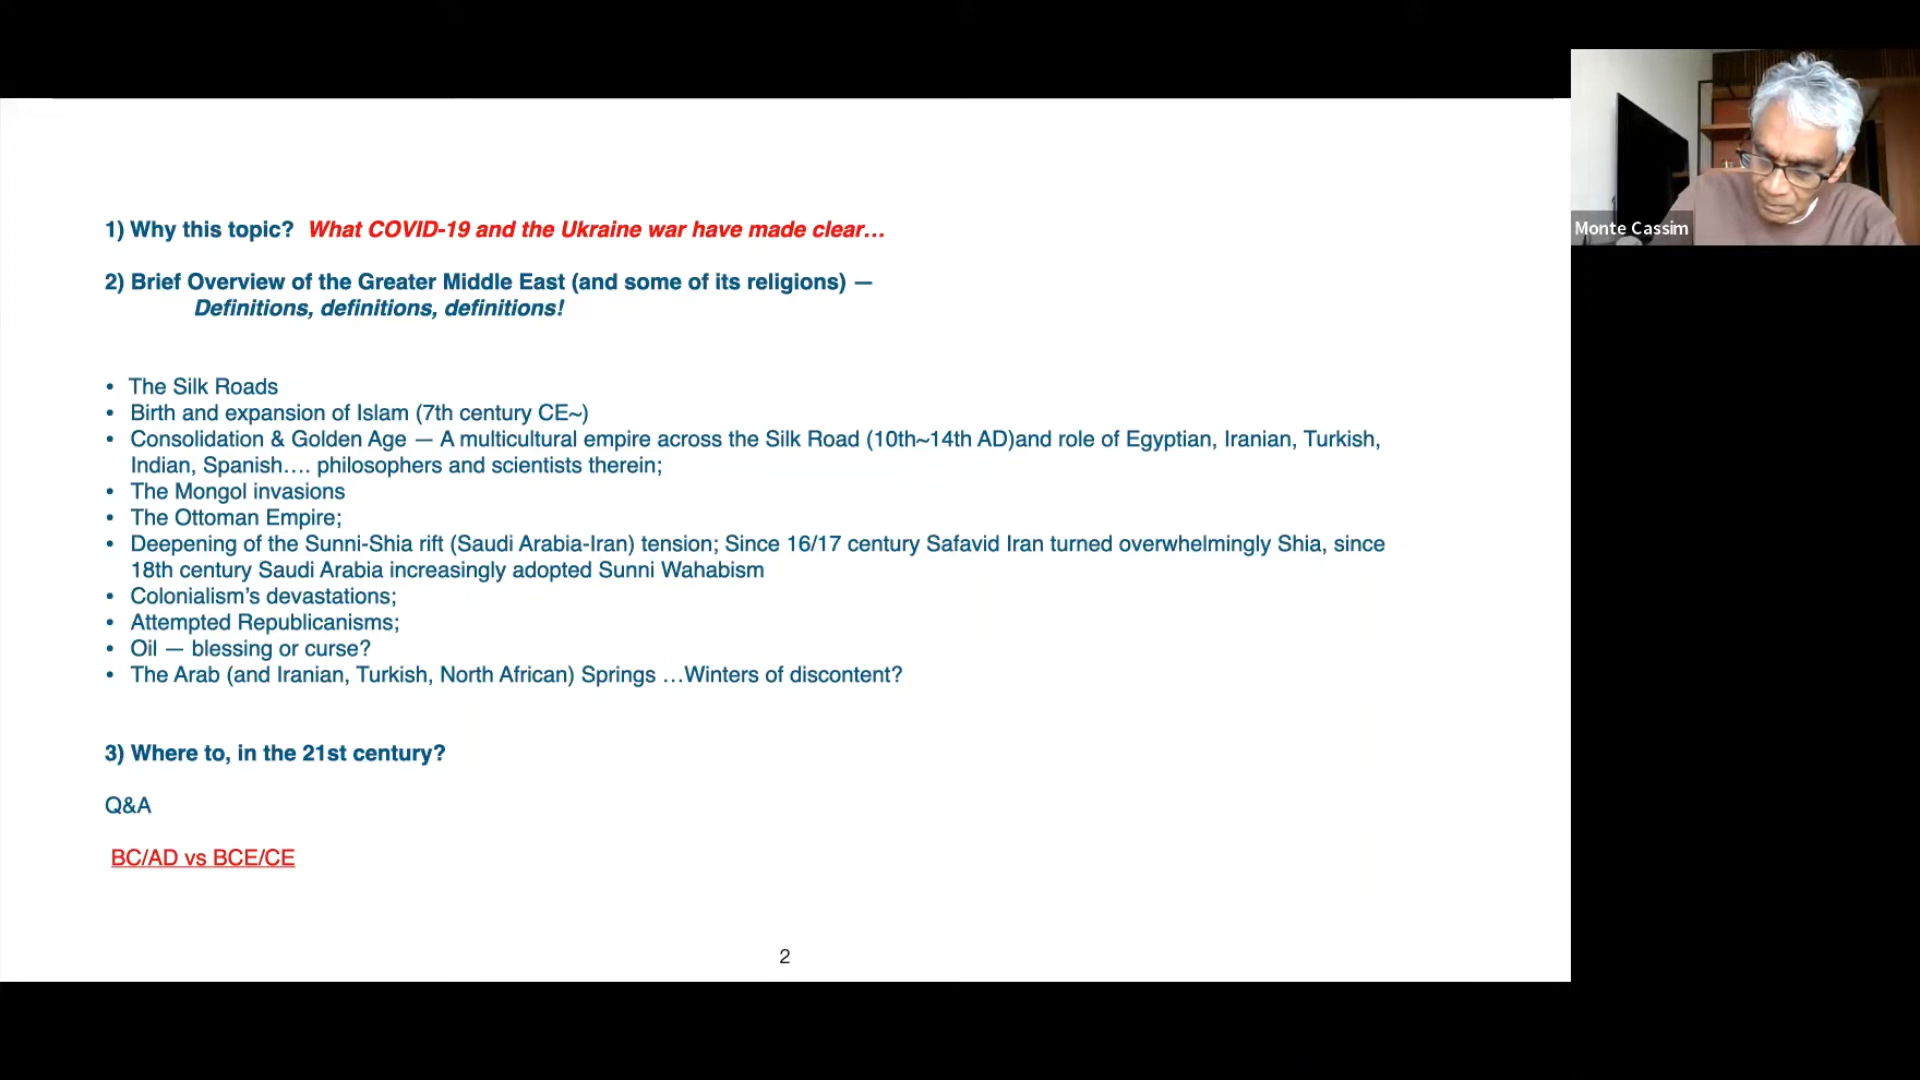 1) Why this topic?  What COVID-19 and the Ukraine war have made clear…
2) Brief Overview of the Greater Middle East (and some of its religions) —
Definitions, definitions, definitions!
• The Silk Roads
• Birth and expansion of Islam (7th century CE~)
• Consolidation & Golden Age — A multicultural empire across the Silk Road (10th~14th AD)and role of Egyptian, Iranian, Turkish,
Indian, Spanish…. philosophers and scientists therein;
• The Mongol invasions
• The Ottoman Empire;
• Deepening of the Sunni-Shia rift (Saudi Arabia-Iran) tension; Since 16/17 century Safavid Iran turned overwhelmingly Shia, since
18th century Saudi Arabia increasingly adopted Sunni Wahabism
• Colonialism’s devastations;
• Attempted Republicanisms;
• Oil — blessing or curse?
• The Arab (and Iranian, Turkish, North African) Springs …Winters of discontent?
3) Where to, in the 21st century?
Q&A
BC/AD vs BCE/CE
2
Monte Cassim